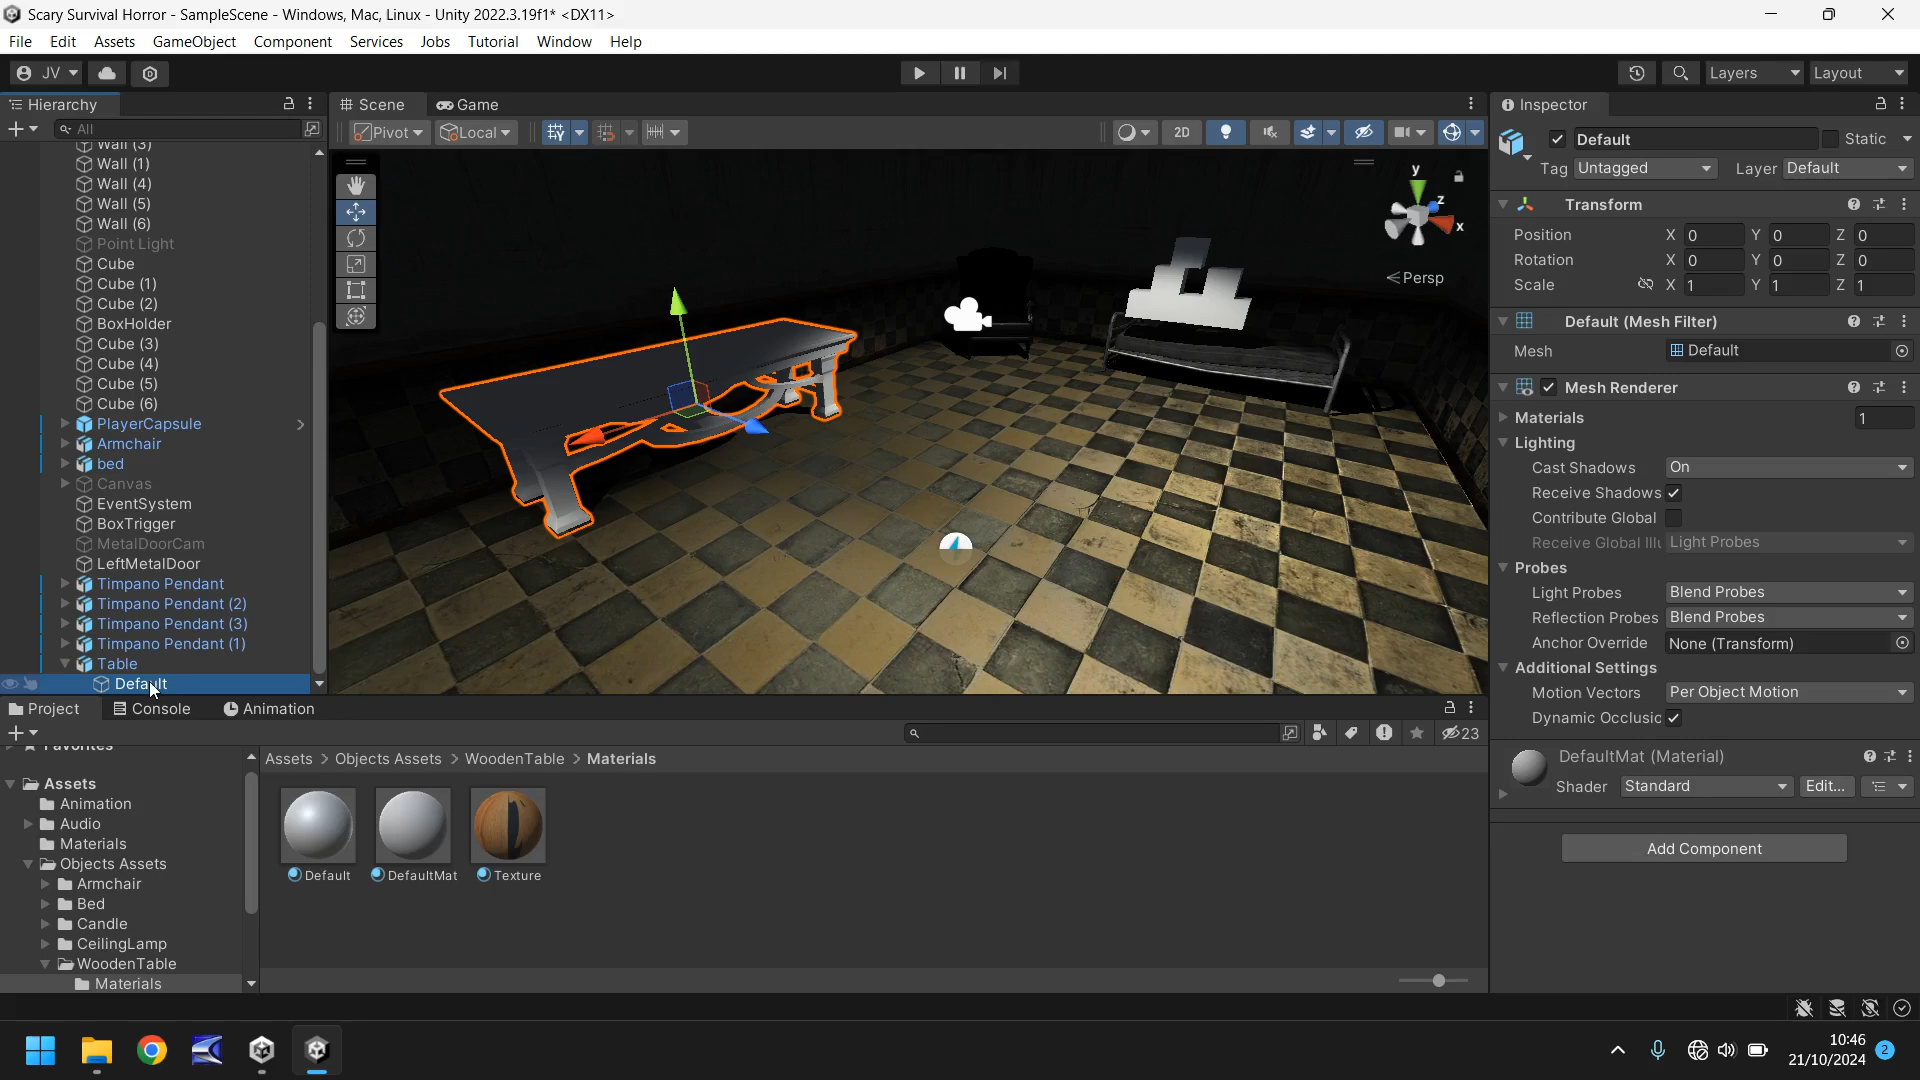 Scary Survival Horror - SampleScene - Windows, Mac, Linux - Unity 2022.3.19f1* <DX11>
File Edit Assets GameObject Component Services Jobs Tutorial Window Help
JV Layers Layout
Hierarchy
All
Wall (3)
Wall (1)
Wall (4)
Wall (5)
Wall (6)
Point Light
Cube
Cube (1)
Cube (2)
BoxHolder
Cube (3)
Cube (4)
Cube (5)
Cube (6)
PlayerCapsule
Armchair
bed
Canvas
EventSystem
BoxTrigger
MetalDoorCam
LeftMetalDoor
Timpano Pendant
Timpano Pendant (2)
Timpano Pendant (3)
Timpano Pendant (1)
Table
Default
Scene Game
Pivot Local 2D
y
z
x
Persp
Inspector
Default Static
Tag Untagged Layer Default
Transform
Position X 0 Y 0 Z 0
Rotation X 0 Y 0 Z 0
Scale X 1 Y 1 Z 1
Default (Mesh Filter)
Mesh Default
Mesh Renderer
Materials 1
Lighting
Cast Shadows On
Receive Shadows
Contribute Global
Receive Global Illu Light Probes
Probes
Light Probes Blend Probes
Reflection Probes Blend Probes
Anchor Override None (Transform)
Additional Settings
Motion Vectors Per Object Motion
Dynamic Occlusic
DefaultMat (Material)
Shader Standard Edit...
Add Component
Project Console Animation
23
Favorites
Assets
Animation
Audio
Materials
Objects Assets
Armchair
Bed
Candle
CeilingLamp
WoodenTable
Materials
Assets > Objects Assets > WoodenTable > Materials
Default DefaultMat Texture
10:46
21/10/2024
2